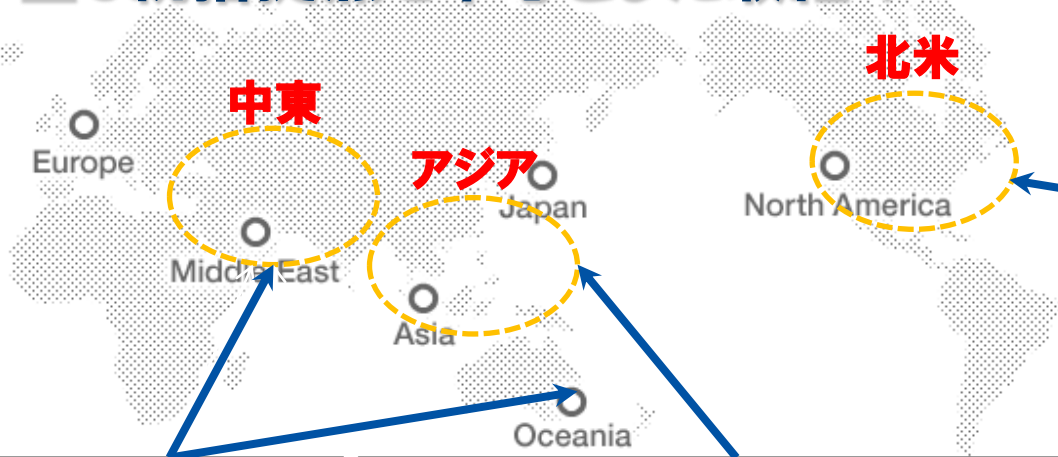 北米
中東
Europe
アジア
Japan
North America
Middle East
Asia
Oceania